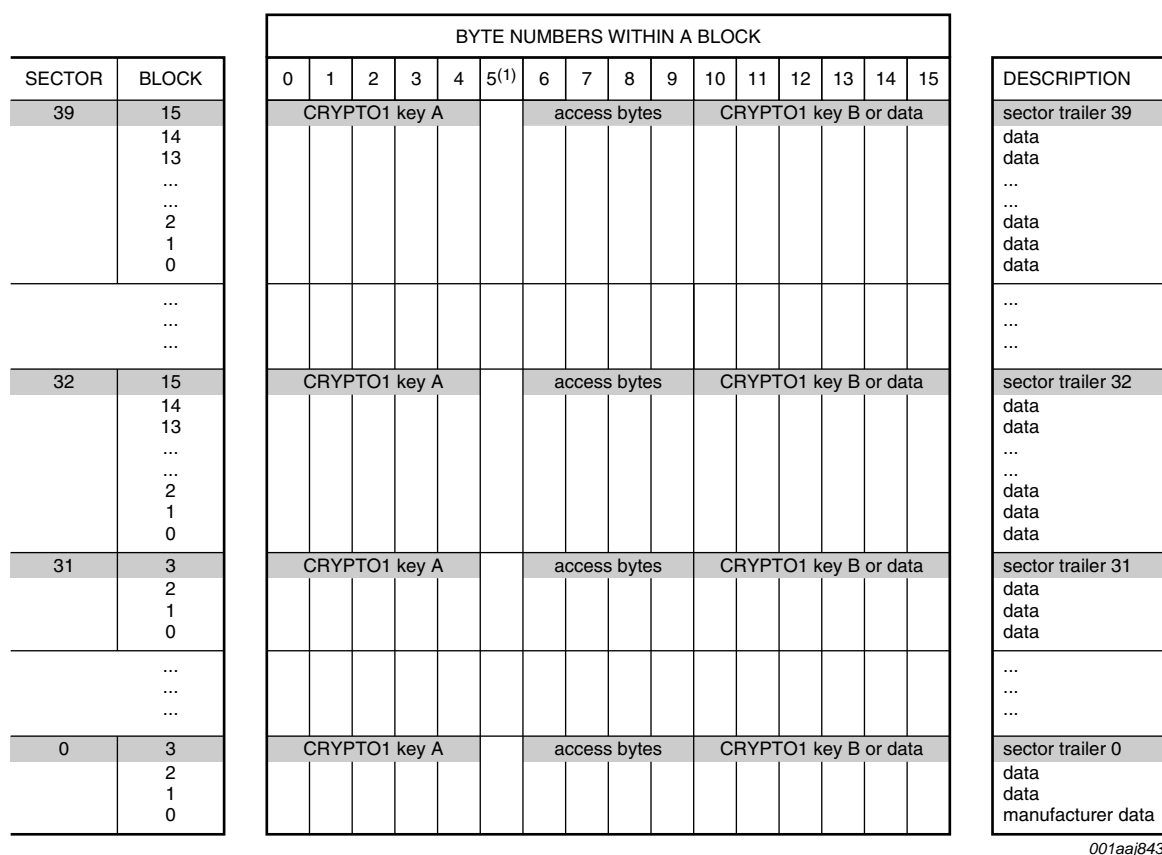 BYTE NUMBERS WITHIN A BLOCK
SECTOR BLOCK 0 1 2 3 4 5(1) 6 7 8 9 10 11 12 13 14 15 DESCRIPTION
39 15 CRYPTO1 key A access bytes CRYPTO1 key B or data sector trailer 39
14 data
13 data
... ...
... ...
2 data
1 data
0 data
... ...
... ...
... ...
32 15 CRYPTO1 key A access bytes CRYPTO1 key B or data sector trailer 32
14 data
13 data
... ...
... ...
2 data
1 data
0 data
31 3 CRYPTO1 key A access bytes CRYPTO1 key B or data sector trailer 31
2 data
1 data
0 data
... ...
... ...
... ...
0 3 CRYPTO1 key A access bytes CRYPTO1 key B or data sector trailer 0
2 data
1 data
0 manufacturer data
001aaj843